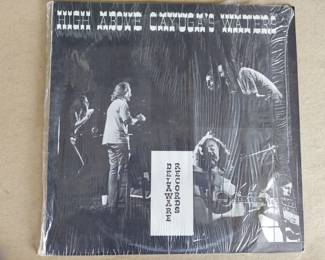 HIGH ABOVE CAYUGA'S WATERS
DELAWARE
RECORDS